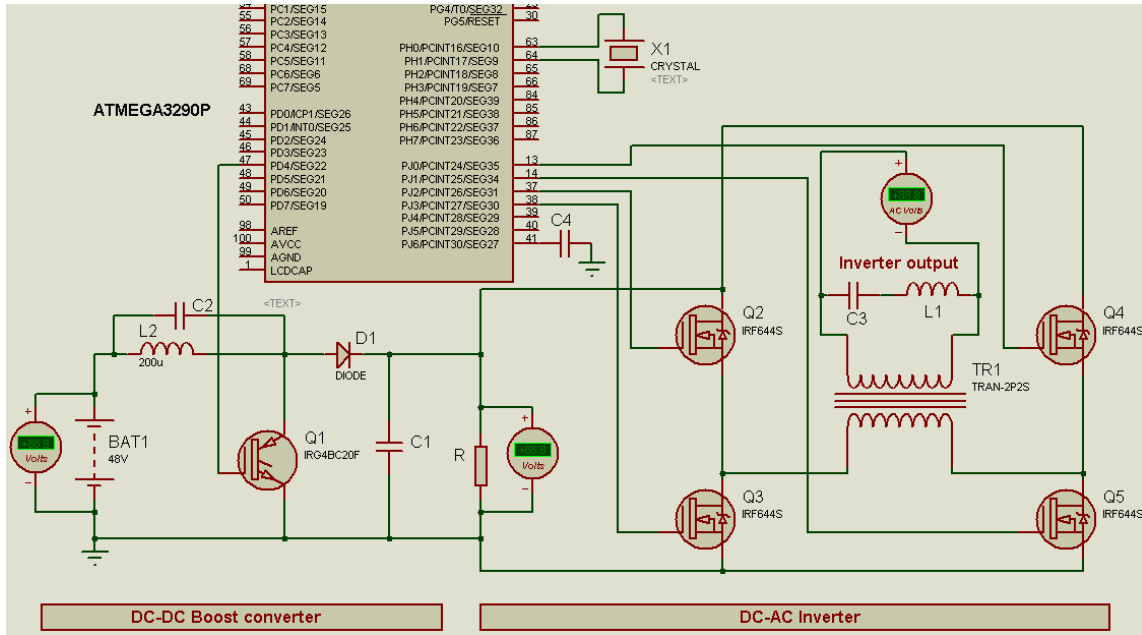 PC1/SEG15 PG4/T0/SEG32
55 PC2/SEG14 PG5/RESET 30
56 PC3/SEG13
57 PC4/SEG12 PH0/PCINT16/SEG10 63
58 PC5/SEG11 PH1/PCINT17/SEG9 64
68 PC6/SEG6 PH2/PCINT18/SEG8 65
69 PC7/SEG5 PH3/PCINT19/SEG7 66
PH4/PCINT20/SEG39 84
43 PD0/ICP1/SEG26 PH5/PCINT21/SEG38 85
44 PD1/INT0/SEG25 PH6/PCINT22/SEG37 86
45 PD2/SEG24 PH7/PCINT23/SEG36 87
46 PD3/SEG23
47 PD4/SEG22 PJ0/PCINT24/SEG35 13
48 PD5/SEG21 PJ1/PCINT25/SEG34 14
49 PD6/SEG20 PJ2/PCINT26/SEG31 37
50 PD7/SEG19 PJ3/PCINT27/SEG30 38
PJ4/PCINT28/SEG29 39
98 AREF PJ5/PCINT29/SEG28 40
100 AVCC PJ6/PCINT30/SEG27 41
99 AGND
1 LCDCAP
ATMEGA3290P
<TEXT>
X1
CRYSTAL
<TEXT>
C4
+
+88.8
AC Volts
−
Inverter output
C3
L1
TR1
TRAN-2P2S
C2
L2
200u
D1
DIODE
Q2
IRF644S
Q4
IRF644S
+
+88.8
Volts
−
BAT1
48V
Q1
IRG4BC20F
C1
R
+
+88.8
Volts
−
Q3
IRF644S
Q5
IRF644S
DC-DC Boost converter
DC-AC Inverter